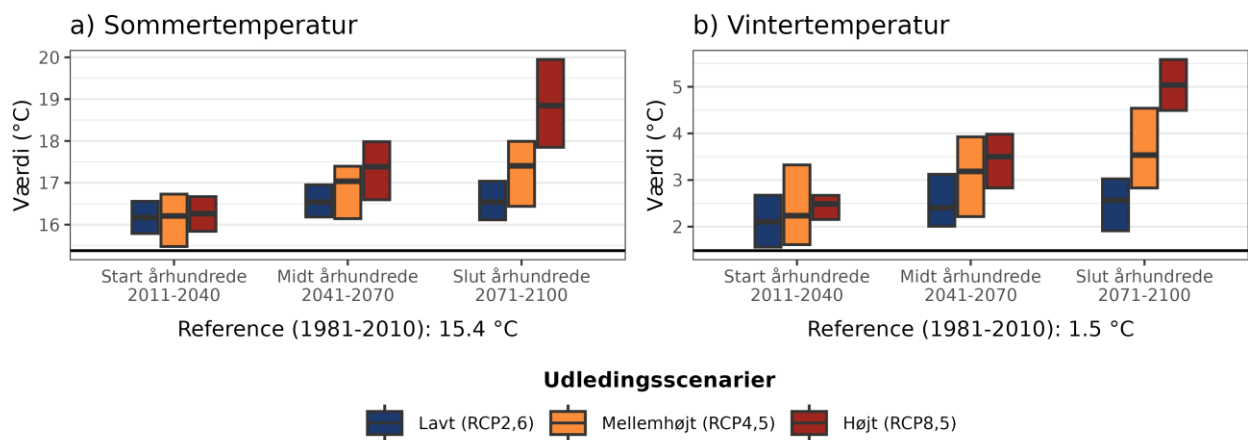 a) Sommertemperatur
Værdi (°C)
20
19
18
17
16
Start århundrede
2011-2040
Midt århundrede
2041-2070
Slut århundrede
2071-2100
Reference (1981-2010): 15.4 °C
b) Vintertemperatur
Værdi (°C)
5
4
3
2
Start århundrede
2011-2040
Midt århundrede
2041-2070
Slut århundrede
2071-2100
Reference (1981-2010): 1.5 °C
Udledingsscenarier
Lavt (RCP2,6)
Mellemhøjt (RCP4,5)
Højt (RCP8,5)